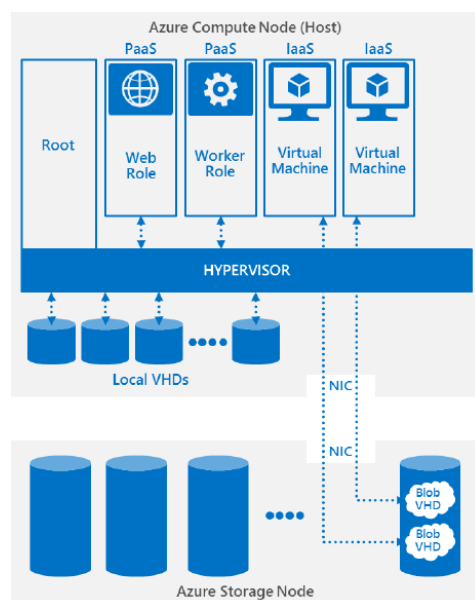 Azure Compute Node (Host)
PaaS PaaS IaaS IaaS
Root
Web
Role
Worker
Role
Virtual
Machine
Virtual
Machine
HYPERVISOR
Local VHDs
NIC
NIC
Blob
VHD
Blob
VHD
Azure Storage Node